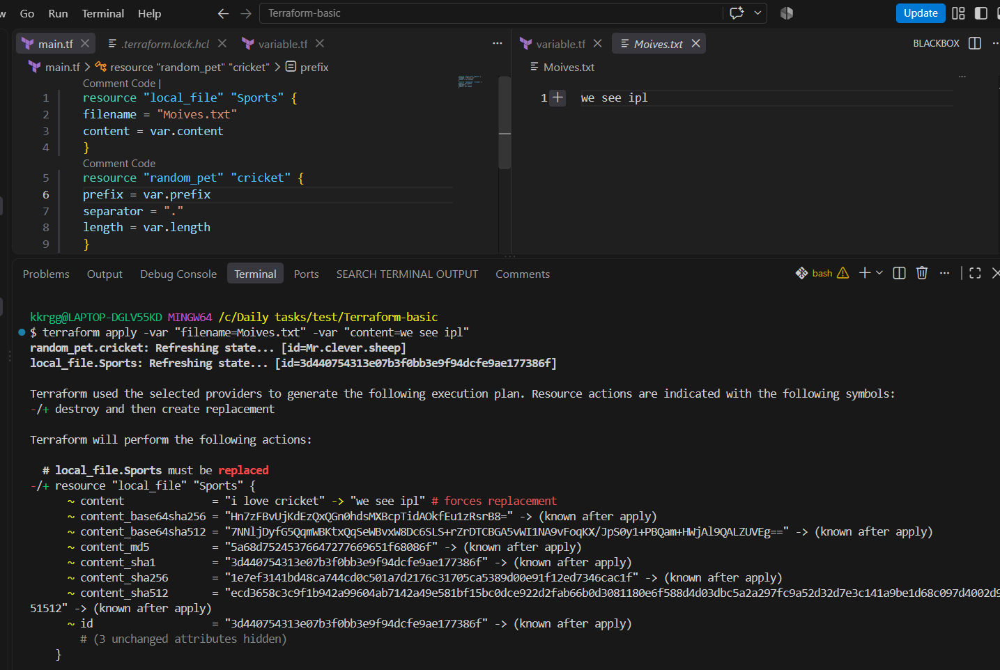 w Go Run Terminal Help Terraform-basic Update
main.tf .terraform.lock.hcl variable.tf
main.tf > resource "random_pet" "cricket" > prefix
Comment Code |
1 resource "local_file" "Sports" {
2 filename = "Moives.txt"
3 content = var.content
4 }
Comment Code
5 resource "random_pet" "cricket" {
6 prefix = var.prefix
7 separator = "."
8 length = var.length
9 }
variable.tf Moives.txt BLACKBOX
Moives.txt
1 we see ipl
Problems Output Debug Console Terminal Ports SEARCH TERMINAL OUTPUT Comments bash
kkrgg@LAPTOP-DGLV55KD MINGW64 /c/Daily tasks/test/Terraform-basic
$ terraform apply -var "filename=Moives.txt" -var "content=we see ipl"
random_pet.cricket: Refreshing state... [id=Mr.clever.sheep]
local_file.Sports: Refreshing state... [id=3d440754313e07b3f0bb3e9f94dcfe9ae177386f]
Terraform used the selected providers to generate the following execution plan. Resource actions are indicated with the following symbols:
-/+ destroy and then create replacement
Terraform will perform the following actions:
# local_file.Sports must be replaced
-/+ resource "local_file" "Sports" {
~ content = "i love cricket" -> "we see ipl" # forces replacement
~ content_base64sha256 = "Hn7zFBvUjKdEzQxQGn0hdsMXBcpTidAOkfEu1zRsrB8=" -> (known after apply)
~ content_base64sha512 = "7NNljDyfG5QqmWBKtxQqSeWBvxW8Dc6SLS+rZrDTCBGA5vWI1NA9vFoqKX/JpS0y1+PBQam+HWjAl9QALZUVEg==" -> (known after apply)
~ content_md5 = "5a68d75245376647277669651f68086f" -> (known after apply)
~ content_sha1 = "3d440754313e07b3f0bb3e9f94dcfe9ae177386f" -> (known after apply)
~ content_sha256 = "1e7ef3141bd48ca744cd0c501a7d2176c31705ca5389d00e91f12ed7346cac1f" -> (known after apply)
~ content_sha512 = "ecd3658c3c9f1b942a99604ab7142a49e581bf15bc0dce922d2fab66b0d3081180e6f588d4d03dbc5a2a297fc9a52d32d7e3c141a9be1d68c097d4002d9
51512" -> (known after apply)
~ id = "3d440754313e07b3f0bb3e9f94dcfe9ae177386f" -> (known after apply)
# (3 unchanged attributes hidden)
}